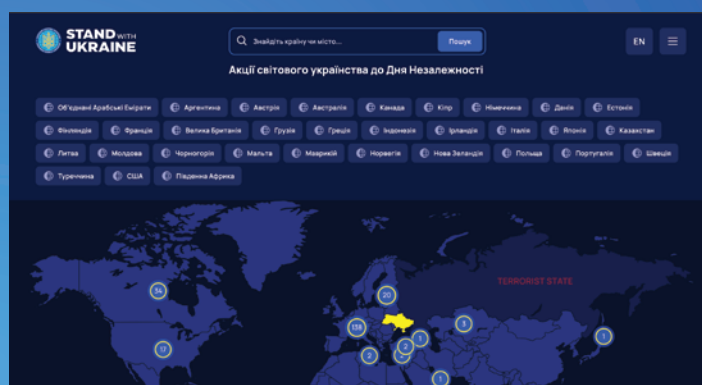 STAND WITH
UKRAINE
Знайдіть країну чи місто...
Пошук
EN
Акції світового українства до Дня Незалежності
Об'єднані Арабські Емірати Аргентина Австрія Австралія Канада Кіпр Німеччина Данія Естонія
Фінляндія Франція Велика Британія Грузія Греція Індонезія Ірландія Італія Японія Казахстан
Литва Молдова Чорногорія Мальта Маврикій Норвегія Нова Зеландія Польща Португалія Швеція
Туреччина США Південна Африка
TERRORIST STATE
54
20
17
138
3
1
2
1
2
1